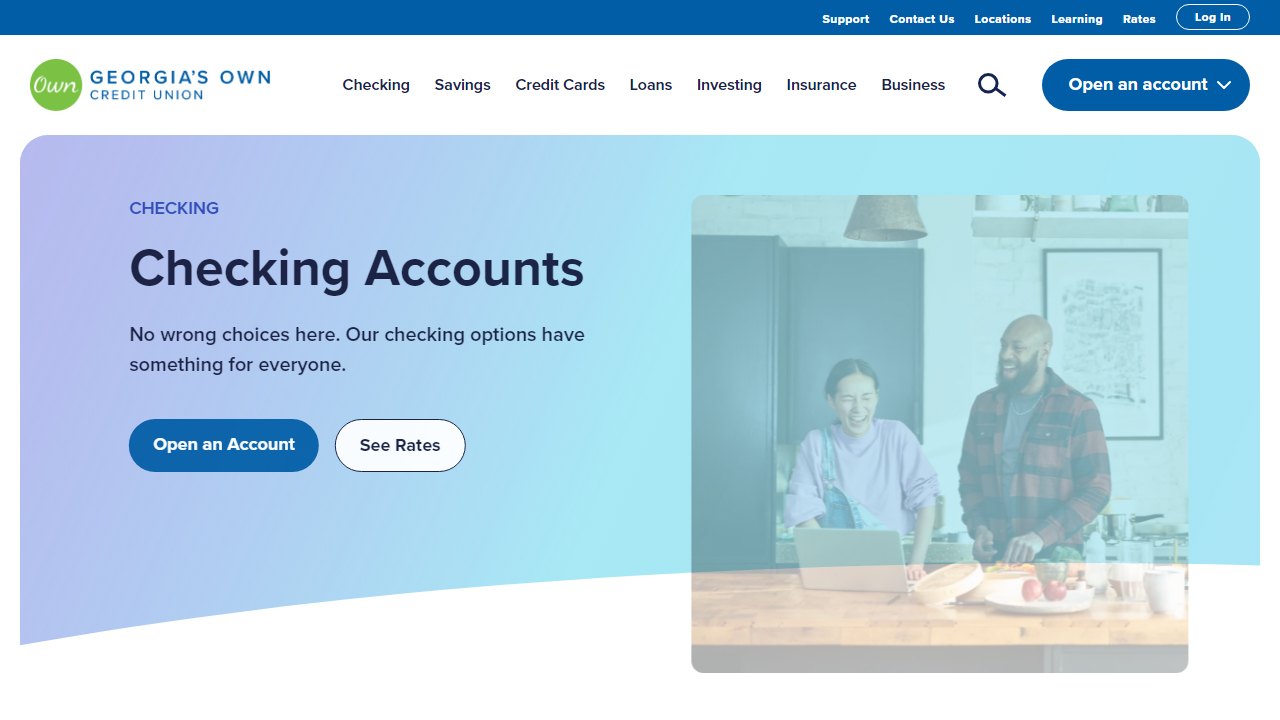 Support Contact Us Locations Learning Rates Log In
Own GEORGIA'S OWN
CREDIT UNION
Checking Savings Credit Cards Loans Investing Insurance Business Open an account
CHECKING
Checking Accounts
No wrong choices here. Our checking options have
something for everyone.
Open an Account See Rates